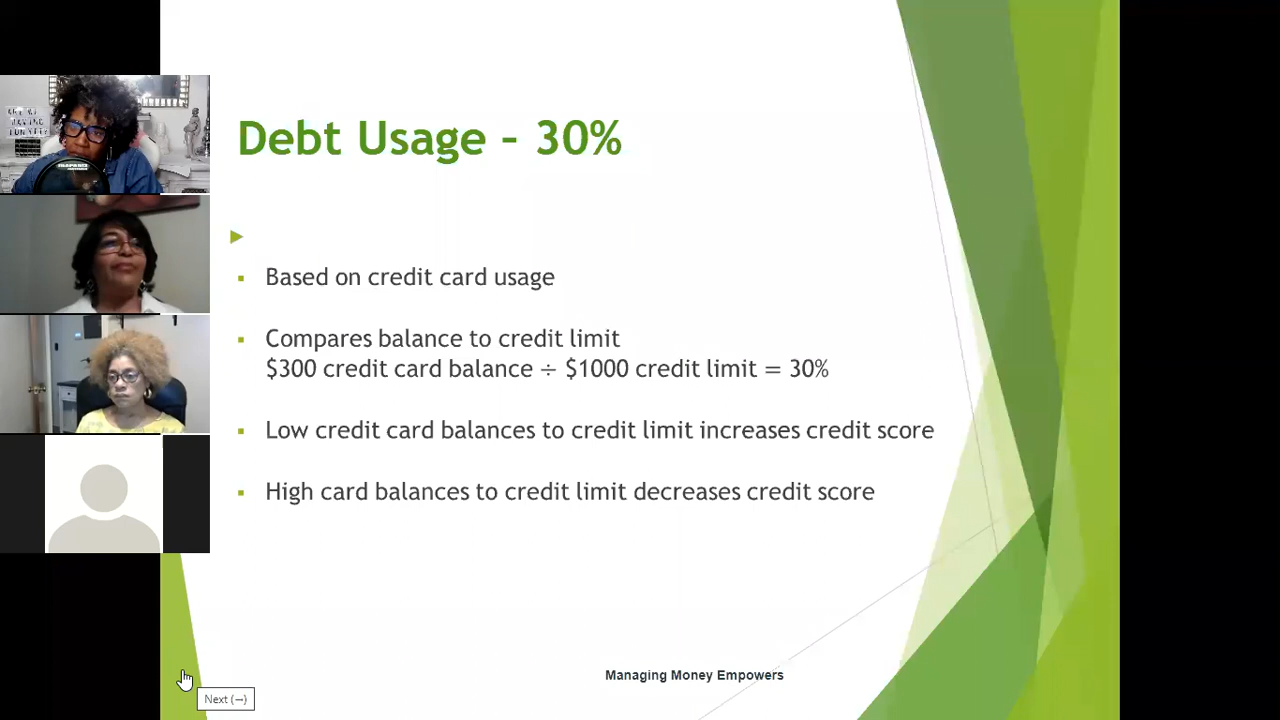 Debt Usage - 30%
Based on credit card usage
Compares balance to credit limit
$300 credit card balance ÷ $1000 credit limit = 30%
Low credit card balances to credit limit increases credit score
High card balances to credit limit decreases credit score
Managing Money Empowers
Next (→)